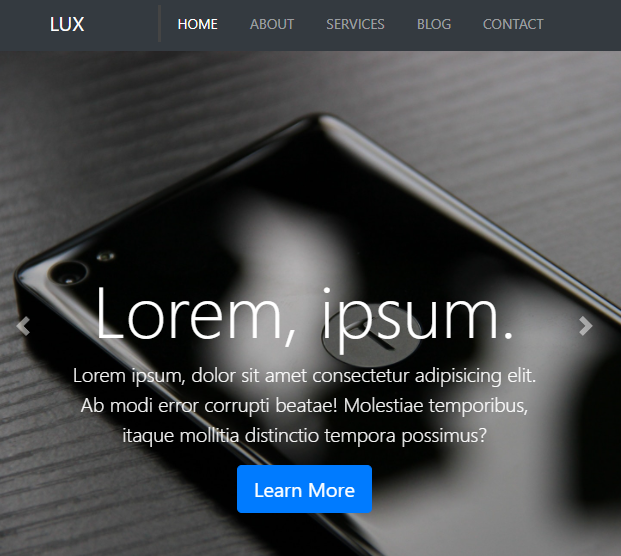 LUX
HOME ABOUT SERVICES BLOG CONTACT
Lorem, ipsum.
Lorem ipsum, dolor sit amet consectetur adipisicing elit.
Ab modi error corrupti beatae! Molestiae temporibus,
itaque mollitia distinctio tempora possimus?
Learn More